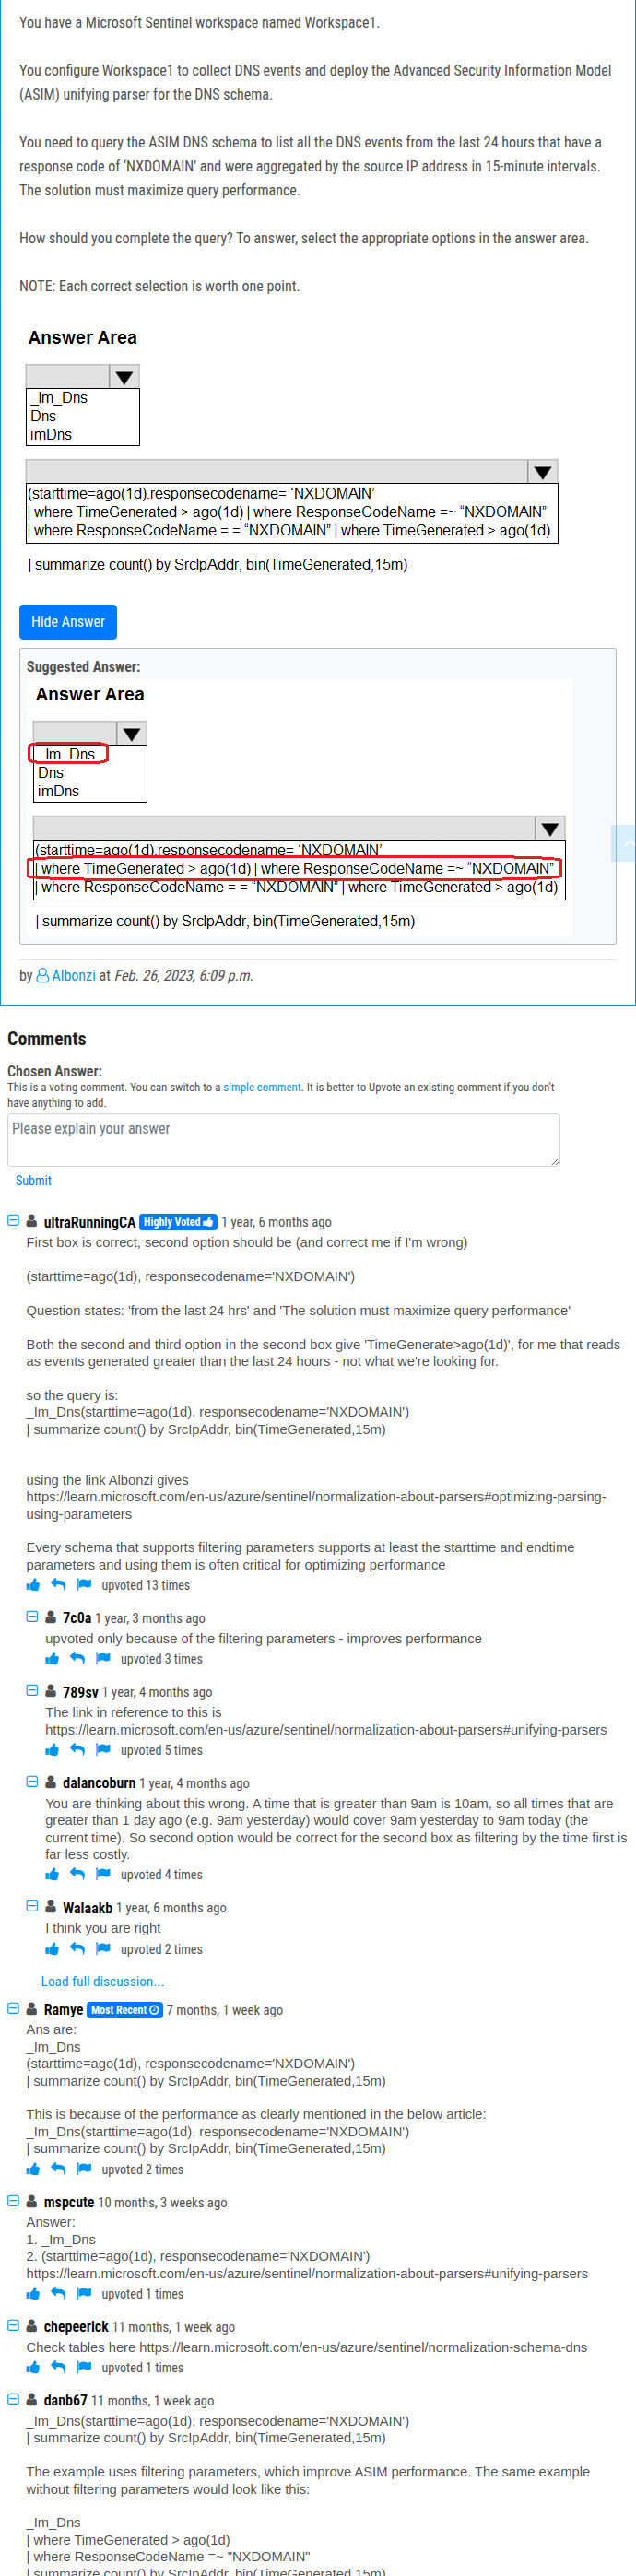 You have a Microsoft Sentinel workspace named Workspace1.
You configure Workspace1 to collect DNS events and deploy the Advanced Security Information Model
(ASIM) unifying parser for the DNS schema.
You need to query the ASIM DNS schema to list all the DNS events from the last 24 hours that have a
response code of ‘NXDOMAIN’ and were aggregated by the source IP address in 15-minute intervals.
The solution must maximize query performance.
How should you complete the query? To answer, select the appropriate options in the answer area.
NOTE: Each correct selection is worth one point.
Answer Area
_Im_Dns
Dns
imDns
(starttime=ago(1d).responsecodename= ‘NXDOMAIN’
| where TimeGenerated > ago(1d) | where ResponseCodeName =~ “NXDOMAIN”
| where ResponseCodeName = = “NXDOMAIN” | where TimeGenerated > ago(1d)
| summarize count() by SrcIpAddr, bin(TimeGenerated,15m)
Hide Answer
Suggested Answer:
Answer Area
_Im_Dns
Dns
imDns
(starttime=ago(1d).responsecodename= ‘NXDOMAIN’
| where TimeGenerated > ago(1d) | where ResponseCodeName =~ “NXDOMAIN”
| where ResponseCodeName = = “NXDOMAIN” | where TimeGenerated > ago(1d)
| summarize count() by SrcIpAddr, bin(TimeGenerated,15m)
by Albonzi at Feb. 26, 2023, 6:09 p.m.
Comments
Chosen Answer:
This is a voting comment. You can switch to a simple comment. It is better to Upvote an existing comment if you don't
have anything to add.
Please explain your answer
Submit
ultraRunningCA Highly Voted 1 year, 6 months ago
First box is correct, second option should be (and correct me if I'm wrong)
(starttime=ago(1d), responsecodename='NXDOMAIN')
Question states: 'from the last 24 hrs' and 'The solution must maximize query performance'
Both the second and third option in the second box give 'TimeGenerate>ago(1d)', for me that reads
as events generated greater than the last 24 hours - not what we're looking for.
so the query is:
_Im_Dns(starttime=ago(1d), responsecodename='NXDOMAIN')
| summarize count() by SrcIpAddr, bin(TimeGenerated,15m)
using the link Albonzi gives
https://learn.microsoft.com/en-us/azure/sentinel/normalization-about-parsers#optimizing-parsing-
using-parameters
Every schema that supports filtering parameters supports at least the starttime and endtime
parameters and using them is often critical for optimizing performance
upvoted 13 times
7c0a 1 year, 3 months ago
upvoted only because of the filtering parameters - improves performance
upvoted 3 times
789sv 1 year, 4 months ago
The link in reference to this is
https://learn.microsoft.com/en-us/azure/sentinel/normalization-about-parsers#unifying-parsers
upvoted 5 times
dalancoburn 1 year, 4 months ago
You are thinking about this wrong. A time that is greater than 9am is 10am, so all times that are
greater than 1 day ago (e.g. 9am yesterday) would cover 9am yesterday to 9am today (the
current time). So second option would be correct for the second box as filtering by the time first is
far less costly.
upvoted 4 times
Walaakb 1 year, 6 months ago
I think you are right
upvoted 2 times
Load full discussion...
Ramye Most Recent 7 months, 1 week ago
Ans are:
_Im_Dns
(starttime=ago(1d), responsecodename='NXDOMAIN')
| summarize count() by SrcIpAddr, bin(TimeGenerated,15m)
This is because of the performance as clearly mentioned in the below article:
_Im_Dns(starttime=ago(1d), responsecodename='NXDOMAIN')
| summarize count() by SrcIpAddr, bin(TimeGenerated,15m)
upvoted 2 times
mspcute 10 months, 3 weeks ago
Answer:
1. _Im_Dns
2. (starttime=ago(1d), responsecodename='NXDOMAIN')
https://learn.microsoft.com/en-us/azure/sentinel/normalization-about-parsers#unifying-parsers
upvoted 1 times
chepeerick 11 months, 1 week ago
Check tables here https://learn.microsoft.com/en-us/azure/sentinel/normalization-schema-dns
upvoted 1 times
danb67 11 months, 1 week ago
_Im_Dns(starttime=ago(1d), responsecodename='NXDOMAIN')
| summarize count() by SrcIpAddr, bin(TimeGenerated,15m)
The example uses filtering parameters, which improve ASIM performance. The same example
without filtering parameters would look like this:
_Im_Dns
| where TimeGenerated > ago(1d)
| where ResponseCodeName =~ "NXDOMAIN"
| summarize count() by SrcIpAddr, bin(TimeGenerated,15m)